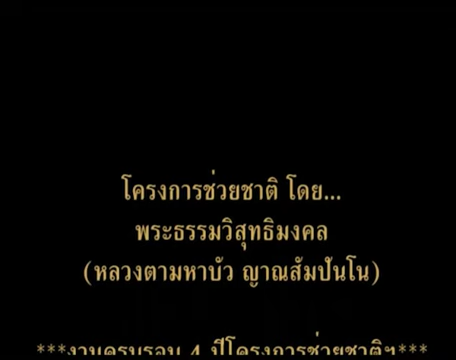 โครงการช่วยชาติ โดย...
พระธรรมวิสุทธิมงคล
(หลวงตามหาบัว ญาณสัมปันโน)
***งานครบรอบ 4 ปีโครงการช่วยชาติฯ***